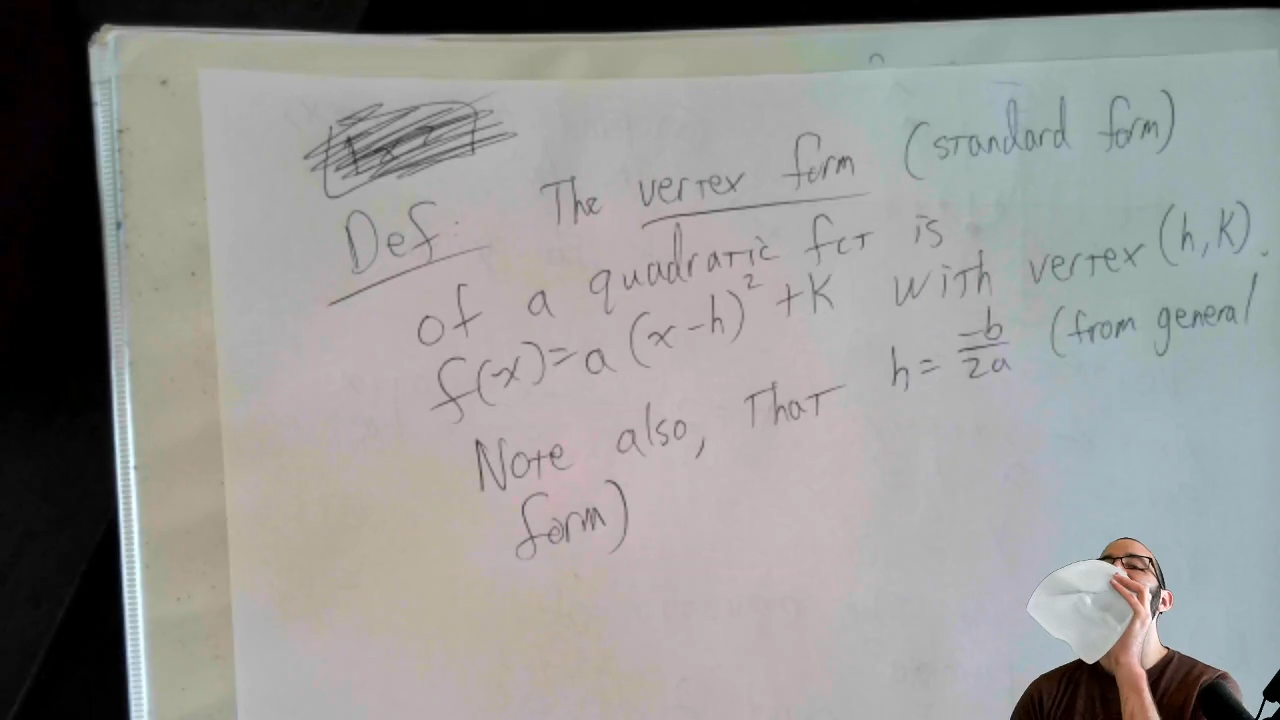 Def: The vertex form (standard form)
of a quadratic fct is
f(x)=a(x-h)²+k with vertex (h,k).
Note also, that h=-b/2a (from general
form)